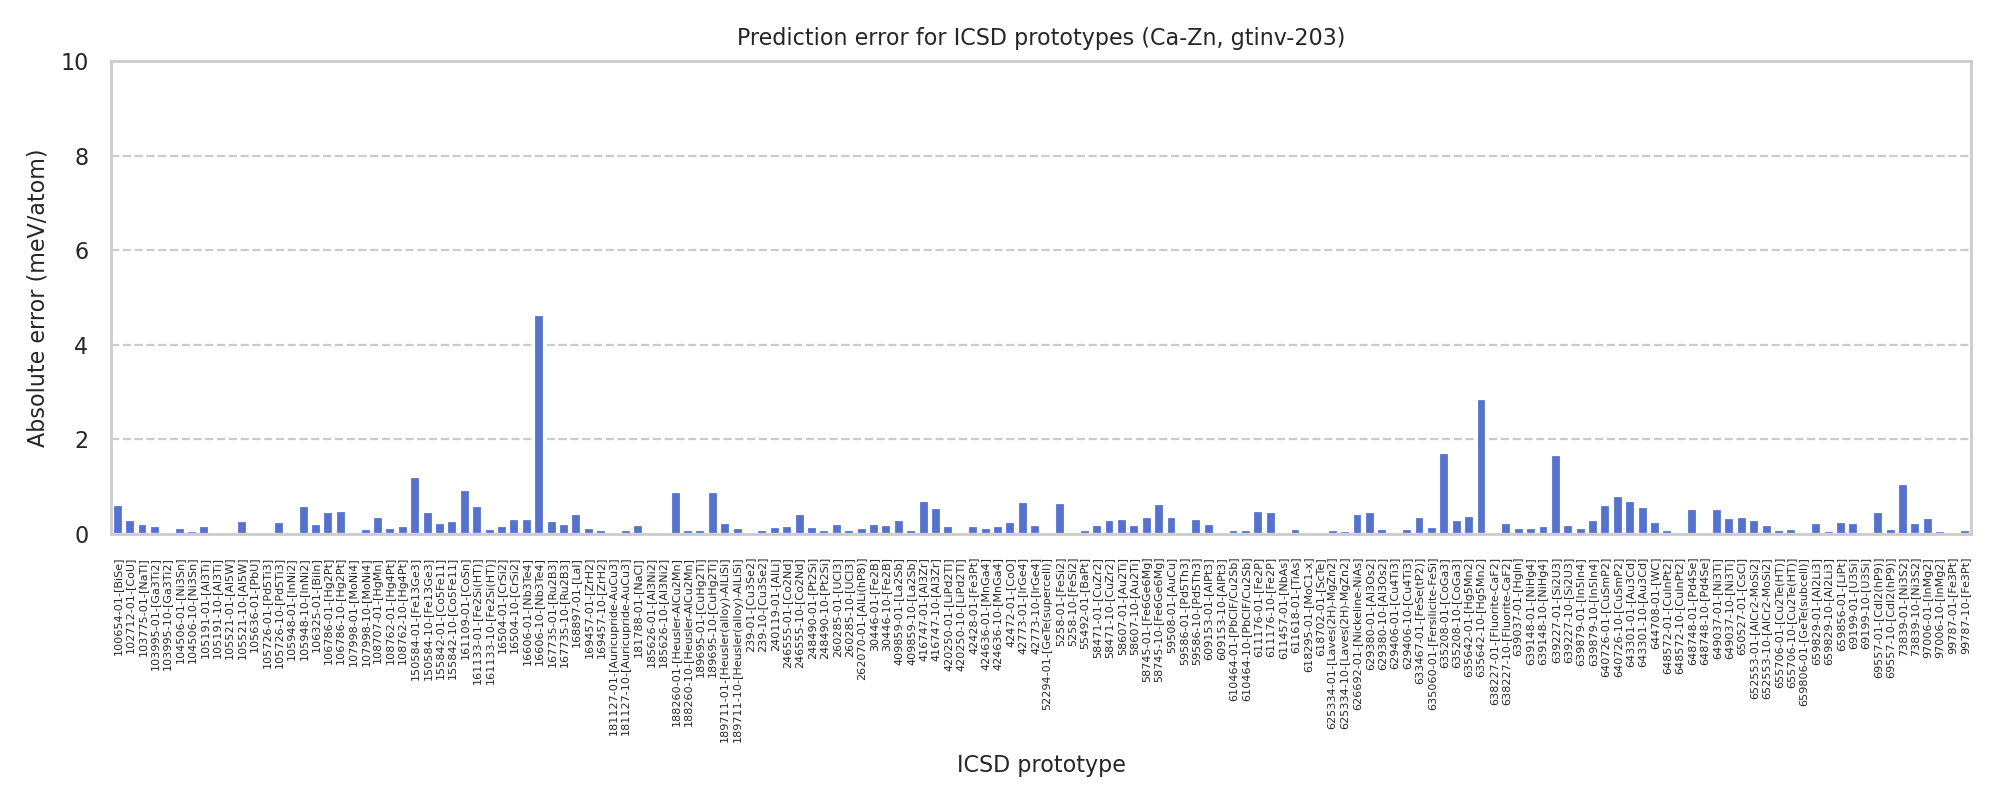 Prediction error for ICSD prototypes (Ca-Zn, gtinv-203)
Absolute error (meV/atom)
10
8
6
4
2
0
100654-01-[BiSe]
102712-01-[CoU]
103775-01-[NaTl]
103995-01-[Ga3Ti2]
103995-10-[Ga3Ti2]
104506-01-[Ni3Sn]
104506-10-[Ni3Sn]
105191-01-[Al3Ti]
105191-10-[Al3Ti]
105521-01-[Al5W]
105521-10-[Al5W]
105636-01-[PbU]
105726-01-[Pd5Ti3]
105726-10-[Pd5Ti3]
105948-01-[InNi2]
105948-10-[InNi2]
106325-01-[BiIn]
106786-01-[Hg2Pt]
106786-10-[Hg2Pt]
107998-01-[MoNi4]
107998-10-[MoNi4]
108707-01-[HgMn]
108762-01-[Hg4Pt]
108762-10-[Hg4Pt]
150584-01-[Fe13Ge3]
150584-10-[Fe13Ge3]
155842-01-[Co5Fe11]
155842-10-[Co5Fe11]
161109-01-[CoSn]
161133-01-[Fe2Si(HT)]
161133-10-[Fe2Si(HT)]
16504-01-[CrSi2]
16504-10-[CrSi2]
16606-01-[Nb3Te4]
16606-10-[Nb3Te4]
167735-01-[Ru2B3]
167735-10-[Ru2B3]
168897-01-[LaI]
169457-01-[ZrH2]
169457-10-[ZrH2]
181127-01-[Auricupride-AuCu3]
181127-10-[Auricupride-AuCu3]
181788-01-[NaCl]
185626-01-[Al3Ni2]
185626-10-[Al3Ni2]
188260-01-[Heusler-AlCu2Mn]
188260-10-[Heusler-AlCu2Mn]
189695-01-[CuHg2Ti]
189695-10-[CuHg2Ti]
189711-01-[Heusler(alloy)-AlLiSi]
189711-10-[Heusler(alloy)-AlLiSi]
239-01-[Cu3Se2]
239-10-[Cu3Se2]
240119-01-[AlLi]
246555-01-[Co2Nd]
246555-10-[Co2Nd]
248490-01-[Pt2Si]
248490-10-[Pt2Si]
260285-01-[UCl3]
260285-10-[UCl3]
262070-01-[AlLi(hP8)]
30446-01-[Fe2B]
30446-10-[Fe2B]
409859-01-[La2Sb]
409859-10-[La2Sb]
416747-01-[Al3Zr]
416747-10-[Al3Zr]
420250-01-[LiPd2Tl]
420250-10-[LiPd2Tl]
42428-01-[Fe3Pt]
424636-01-[MnGa4]
424636-10-[MnGa4]
42472-01-[CoO]
42773-01-[IrGe4]
42773-10-[IrGe4]
52294-01-[GeTe(supercell)]
5258-01-[FeSi2]
5258-10-[FeSi2]
55492-01-[BaPt]
58471-01-[CuZr2]
58471-10-[CuZr2]
58607-01-[Au2Ti]
58607-10-[Au2Ti]
58745-01-[Fe6Ge6Mg]
58745-10-[Fe6Ge6Mg]
59508-01-[AuCu]
59586-01-[Pd5Th3]
59586-10-[Pd5Th3]
609153-01-[AlPt3]
609153-10-[AlPt3]
610464-01-[PbClF/Cu2Sb]
610464-10-[PbClF/Cu2Sb]
611176-01-[Fe2P]
611176-10-[Fe2P]
611457-01-[NbAs]
611618-01-[TiAs]
618295-01-[MoC1-x]
618702-01-[ScTe]
625334-01-[Laves(2H)-MgZn2]
625334-10-[Laves(2H)-MgZn2]
626692-01-[Nickeline-NiAs]
629380-01-[Al3Os2]
629380-10-[Al3Os2]
629406-01-[Cu4Ti3]
629406-10-[Cu4Ti3]
633467-01-[FeSe(tP2)]
635060-01-[Fersilicite-FeSi]
635208-01-[CoGa3]
635208-10-[CoGa3]
635642-01-[Hg5Mn2]
635642-10-[Hg5Mn2]
638227-01-[Fluorite-CaF2]
638227-10-[Fluorite-CaF2]
639037-01-[HgIn]
639148-01-[NiHg4]
639148-10-[NiHg4]
639227-01-[Si2U3]
639227-10-[Si2U3]
639879-01-[In5In4]
639879-10-[In5In4]
640726-01-[CuSmP2]
640726-10-[CuSmP2]
643301-01-[Au3Cd]
643301-10-[Au3Cd]
644708-01-[WC]
648572-01-[CuInPt2]
648572-10-[CuInPt2]
648748-01-[Pd4Se]
648748-10-[Pd4Se]
649037-01-[Ni3Ti]
649037-10-[Ni3Ti]
650527-01-[CsCl]
652553-01-[AlCr2-MoSi2]
652553-10-[AlCr2-MoSi2]
655706-01-[Cu2Te(HT)]
655706-10-[Cu2Te(HT)]
659806-01-[GeTe(subcell)]
659829-01-[Al2Li3]
659829-10-[Al2Li3]
659856-01-[LiPt]
69199-01-[U3Si]
69199-10-[U3Si]
69557-01-[CdI2(hP9)]
69557-10-[CdI2(hP9)]
73839-01-[Ni3S2]
73839-10-[Ni3S2]
97006-01-[InMg2]
97006-10-[InMg2]
99787-01-[Fe3Pt]
99787-10-[Fe3Pt]
ICSD prototype